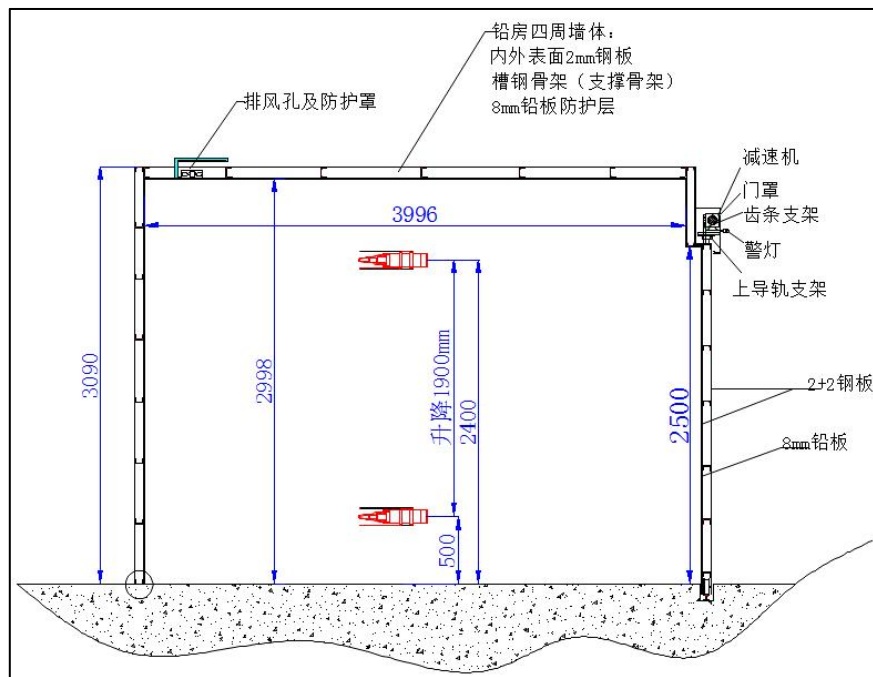 铅房四周墙体：
内外表面2mm钢板
槽钢骨架（支撑骨架）
8mm铅板防护层
排风孔及防护罩
减速机
门罩
齿条支架
警灯
上导轨支架
3996
3090
2998
升降1900mm
2400
2500
2+2钢板
8mm铅板
500